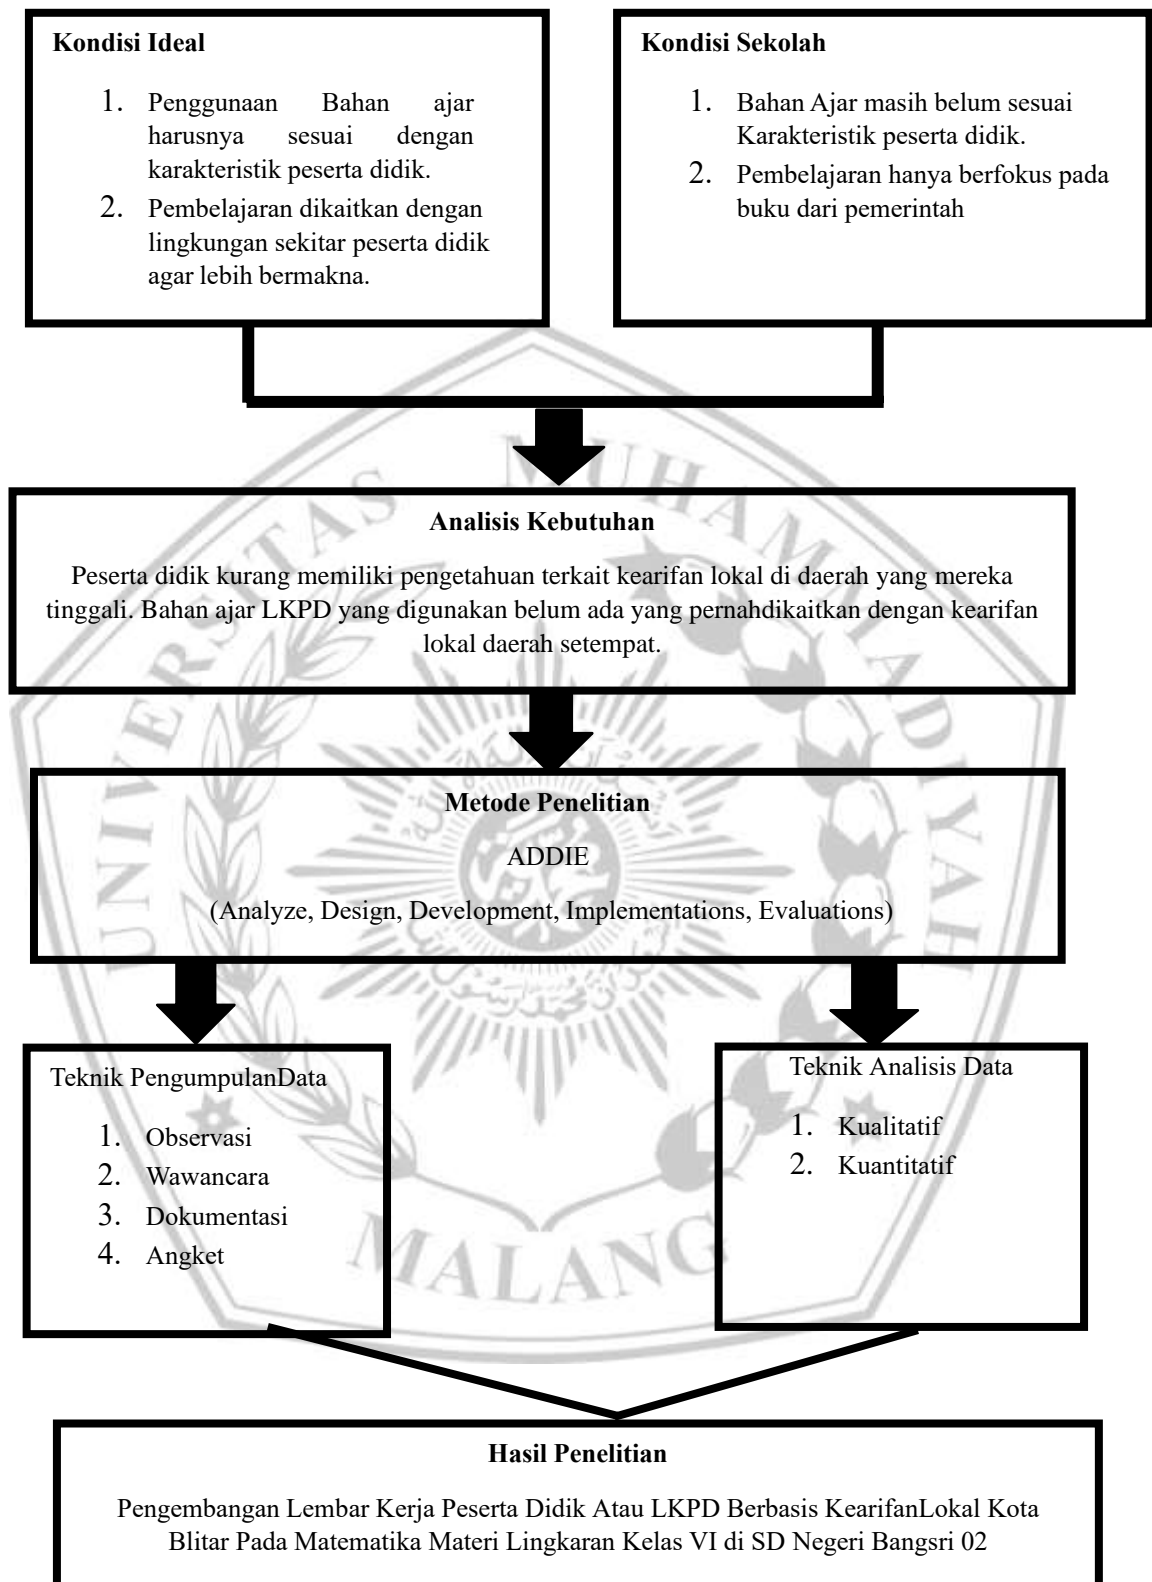 Kondisi Ideal
1. Penggunaan Bahan ajar
harusnya sesuai dengan
karakteristik peserta didik.
2. Pembelajaran dikaitkan dengan
lingkungan sekitar peserta didik
agar lebih bermakna.
Kondisi Sekolah
1. Bahan Ajar masih belum sesuai
Karakteristik peserta didik.
2. Pembelajaran hanya berfokus pada
buku dari pemerintah
Analisis Kebutuhan
Peserta didik kurang memiliki pengetahuan terkait kearifan lokal di daerah yang mereka
tinggali. Bahan ajar LKPD yang digunakan belum ada yang pernahdikaitkan dengan kearifan
lokal daerah setempat.
Metode Penelitian
ADDIE
(Analyze, Design, Development, Implementations, Evaluations)
Teknik PengumpulanData
1. Observasi
2. Wawancara
3. Dokumentasi
4. Angket
Teknik Analisis Data
1. Kualitatif
2. Kuantitatif
Hasil Penelitian
Pengembangan Lembar Kerja Peserta Didik Atau LKPD Berbasis KearifanLokal Kota
Blitar Pada Matematika Materi Lingkaran Kelas VI di SD Negeri Bangsri 02
UNIVERSITAS MUHAMMADIYAH
MALANG